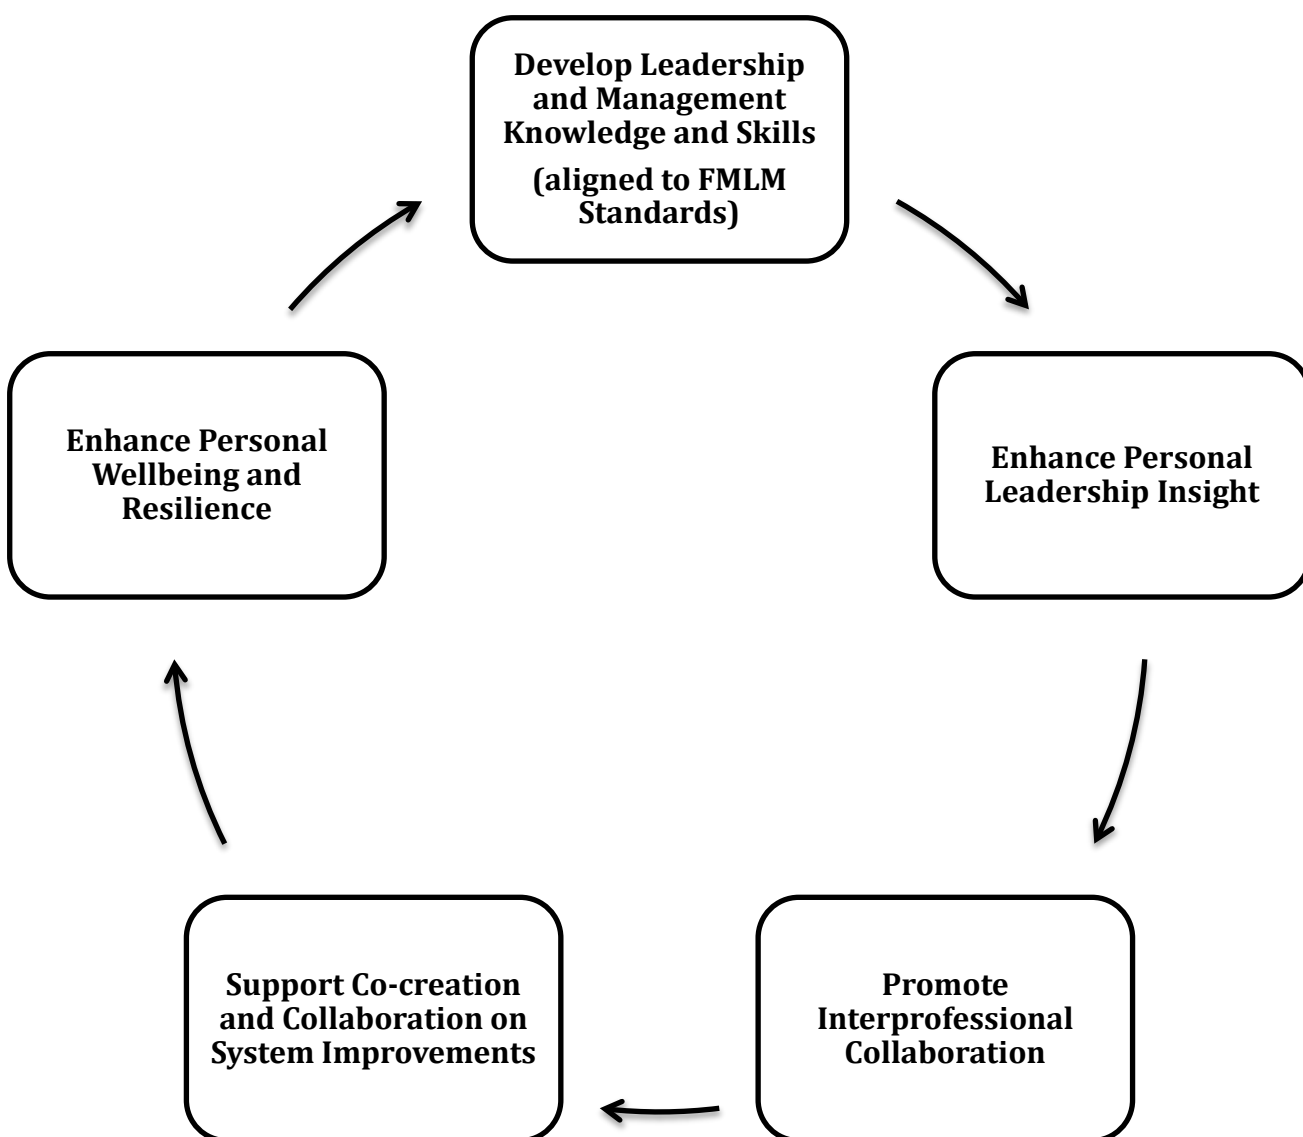 Develop Leadership
and Management
Knowledge and Skills
(aligned to FMLM
Standards)
Enhance Personal
Leadership Insight
Promote
Interprofessional
Collaboration
Support Co-creation
and Collaboration on
System Improvements
Enhance Personal
Wellbeing and
Resilience